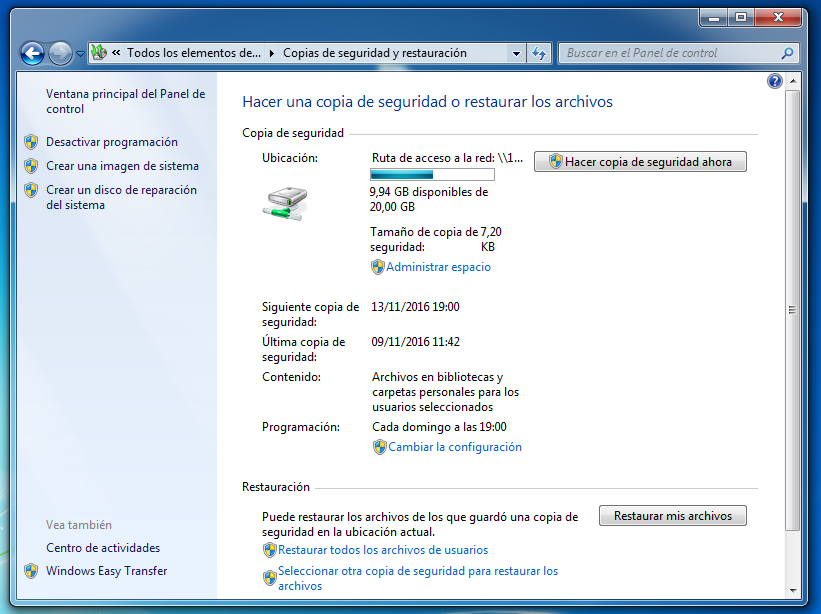 « Todos los elementos de... ▸ Copias de seguridad y restauración
Buscar en el Panel de control
Ventana principal del Panel de
control
Desactivar programación
Crear una imagen de sistema
Crear un disco de reparación
del sistema
Hacer una copia de seguridad o restaurar los archivos
Copia de seguridad
Ubicación:
Ruta de acceso a la red: \\1...
Hacer copia de seguridad ahora
9,94 GB disponibles de
20,00 GB
Tamaño de copia de 7,20
seguridad: KB
Administrar espacio
Siguiente copia de 13/11/2016 19:00
seguridad:
Última copia de 09/11/2016 11:42
seguridad:
Contenido: Archivos en bibliotecas y
carpetas personales para los
usuarios seleccionados
Programación: Cada domingo a las 19:00
Cambiar la configuración
Restauración
Puede restaurar los archivos de los que guardó una copia de
seguridad en la ubicación actual.
Restaurar mis archivos
Restaurar todos los archivos de usuarios
Seleccionar otra copia de seguridad para restaurar los
archivos
Vea también
Centro de actividades
Windows Easy Transfer